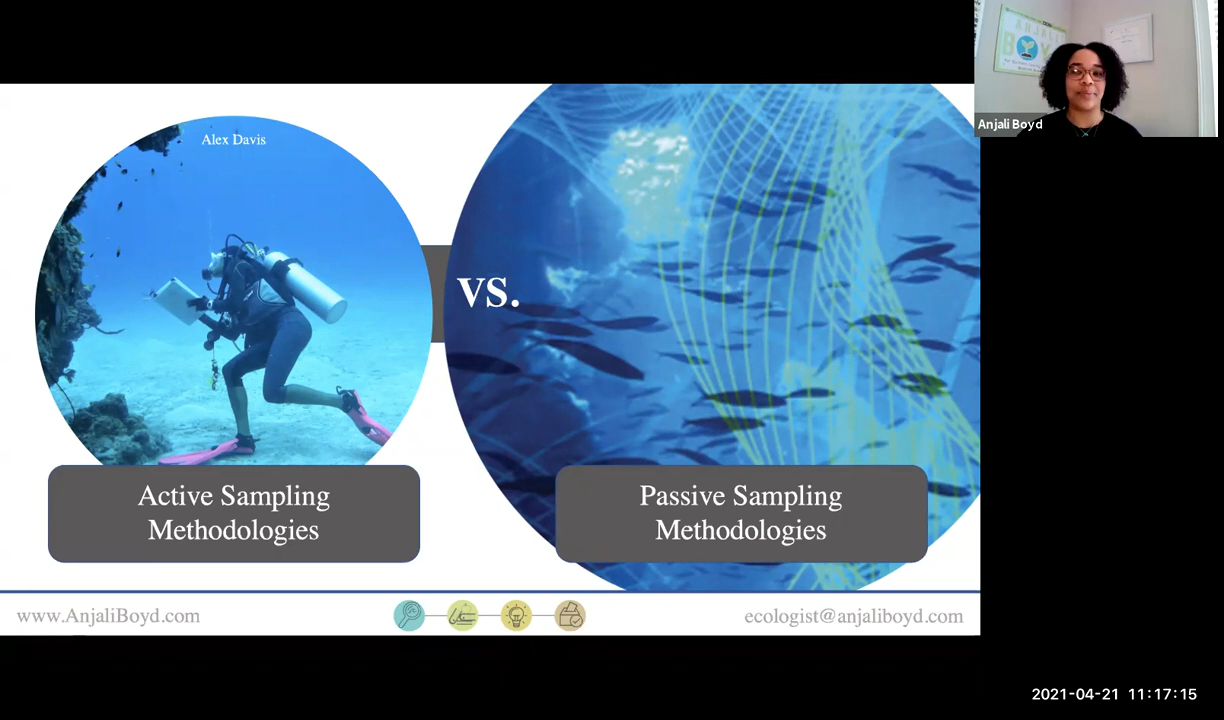 Alex Davis
vs.
Active Sampling
Methodologies
Passive Sampling
Methodologies
www.AnjaliBoyd.com
ecologist@anjaliboyd.com
Anjali Boyd
2021-04-21 11:17:15